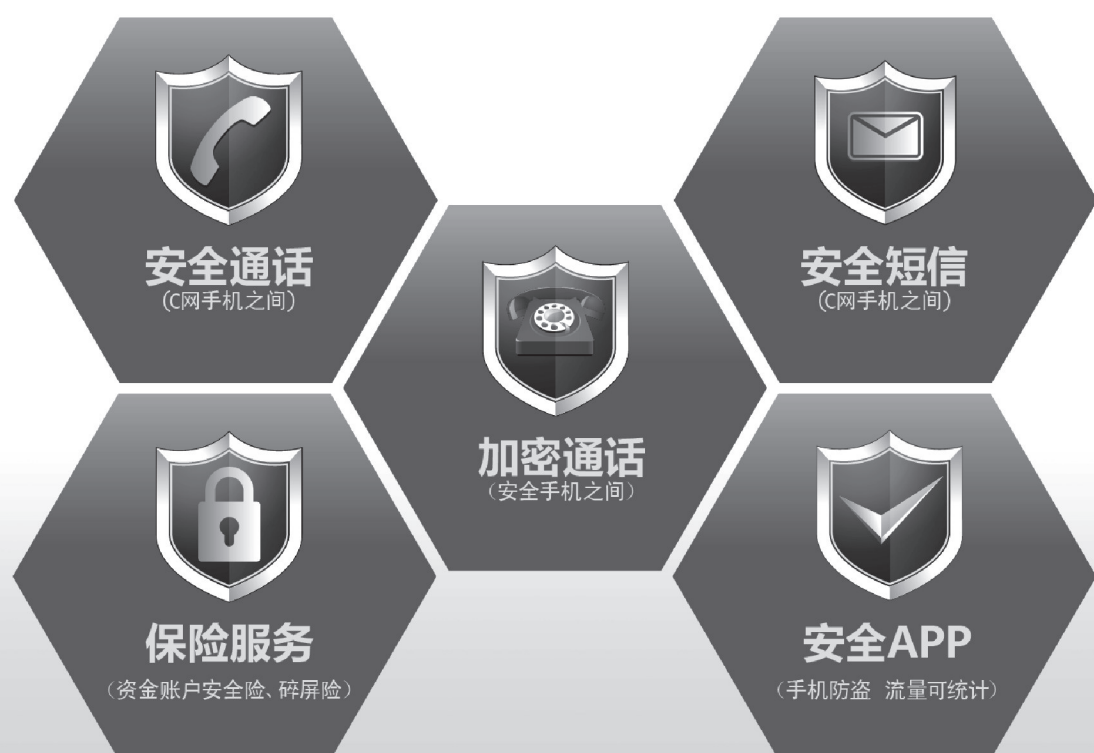 安全通话
(C网手机之间)
安全短信
(C网手机之间)
加密通话
(安全手机之间)
保险服务
(资金账户安全险、碎屏险)
安全APP
(手机防盗 流量可统计)